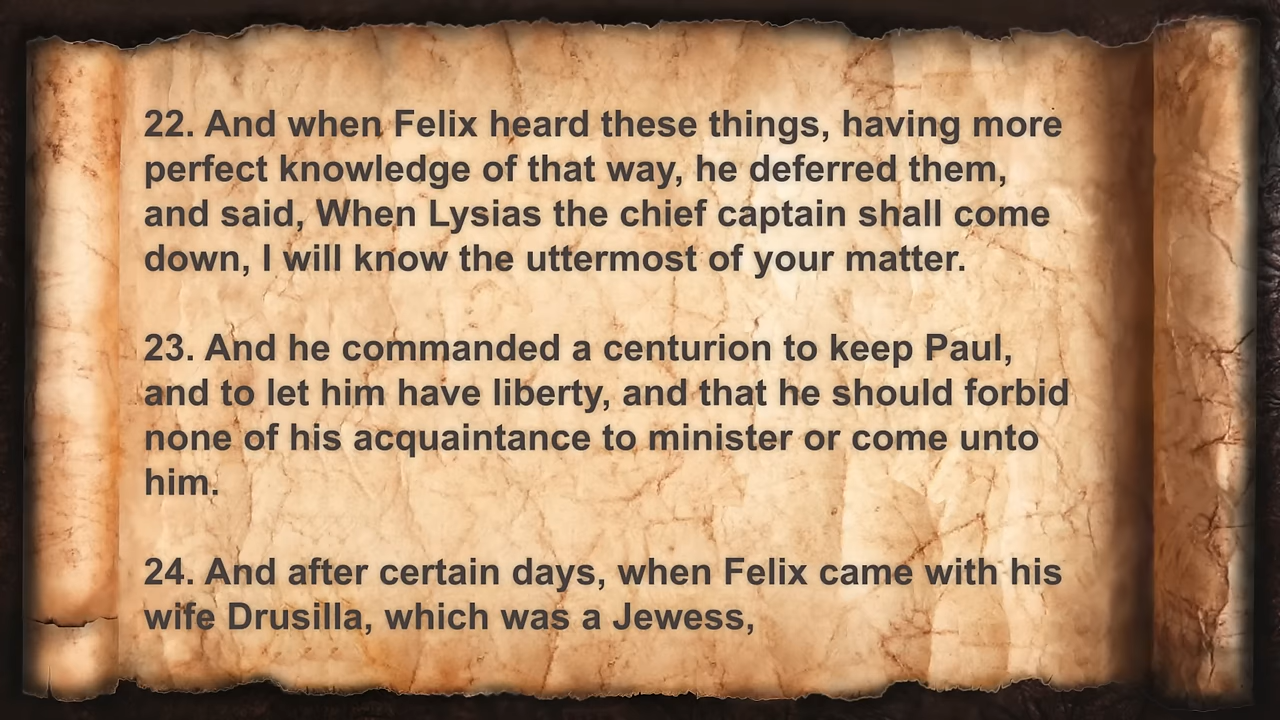 22. And when Felix heard these things, having more
perfect knowledge of that way, he deferred them,
and said, When Lysias the chief captain shall come
down, I will know the uttermost of your matter.
23. And he commanded a centurion to keep Paul,
and to let him have liberty, and that he should forbid
none of his acquaintance to minister or come unto
him.
24. And after certain days, when Felix came with his
wife Drusilla, which was a Jewess,